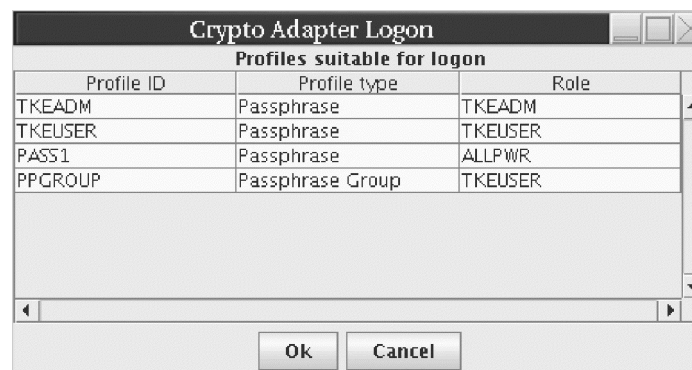 Crypto Adapter Logon
Profiles suitable for logon
Profile ID Profile type Role
TKEADM Passphrase TKEADM
TKEUSER Passphrase TKEUSER
PASS1 Passphrase ALLPWR
PPGROUP Passphrase Group TKEUSER
Ok Cancel